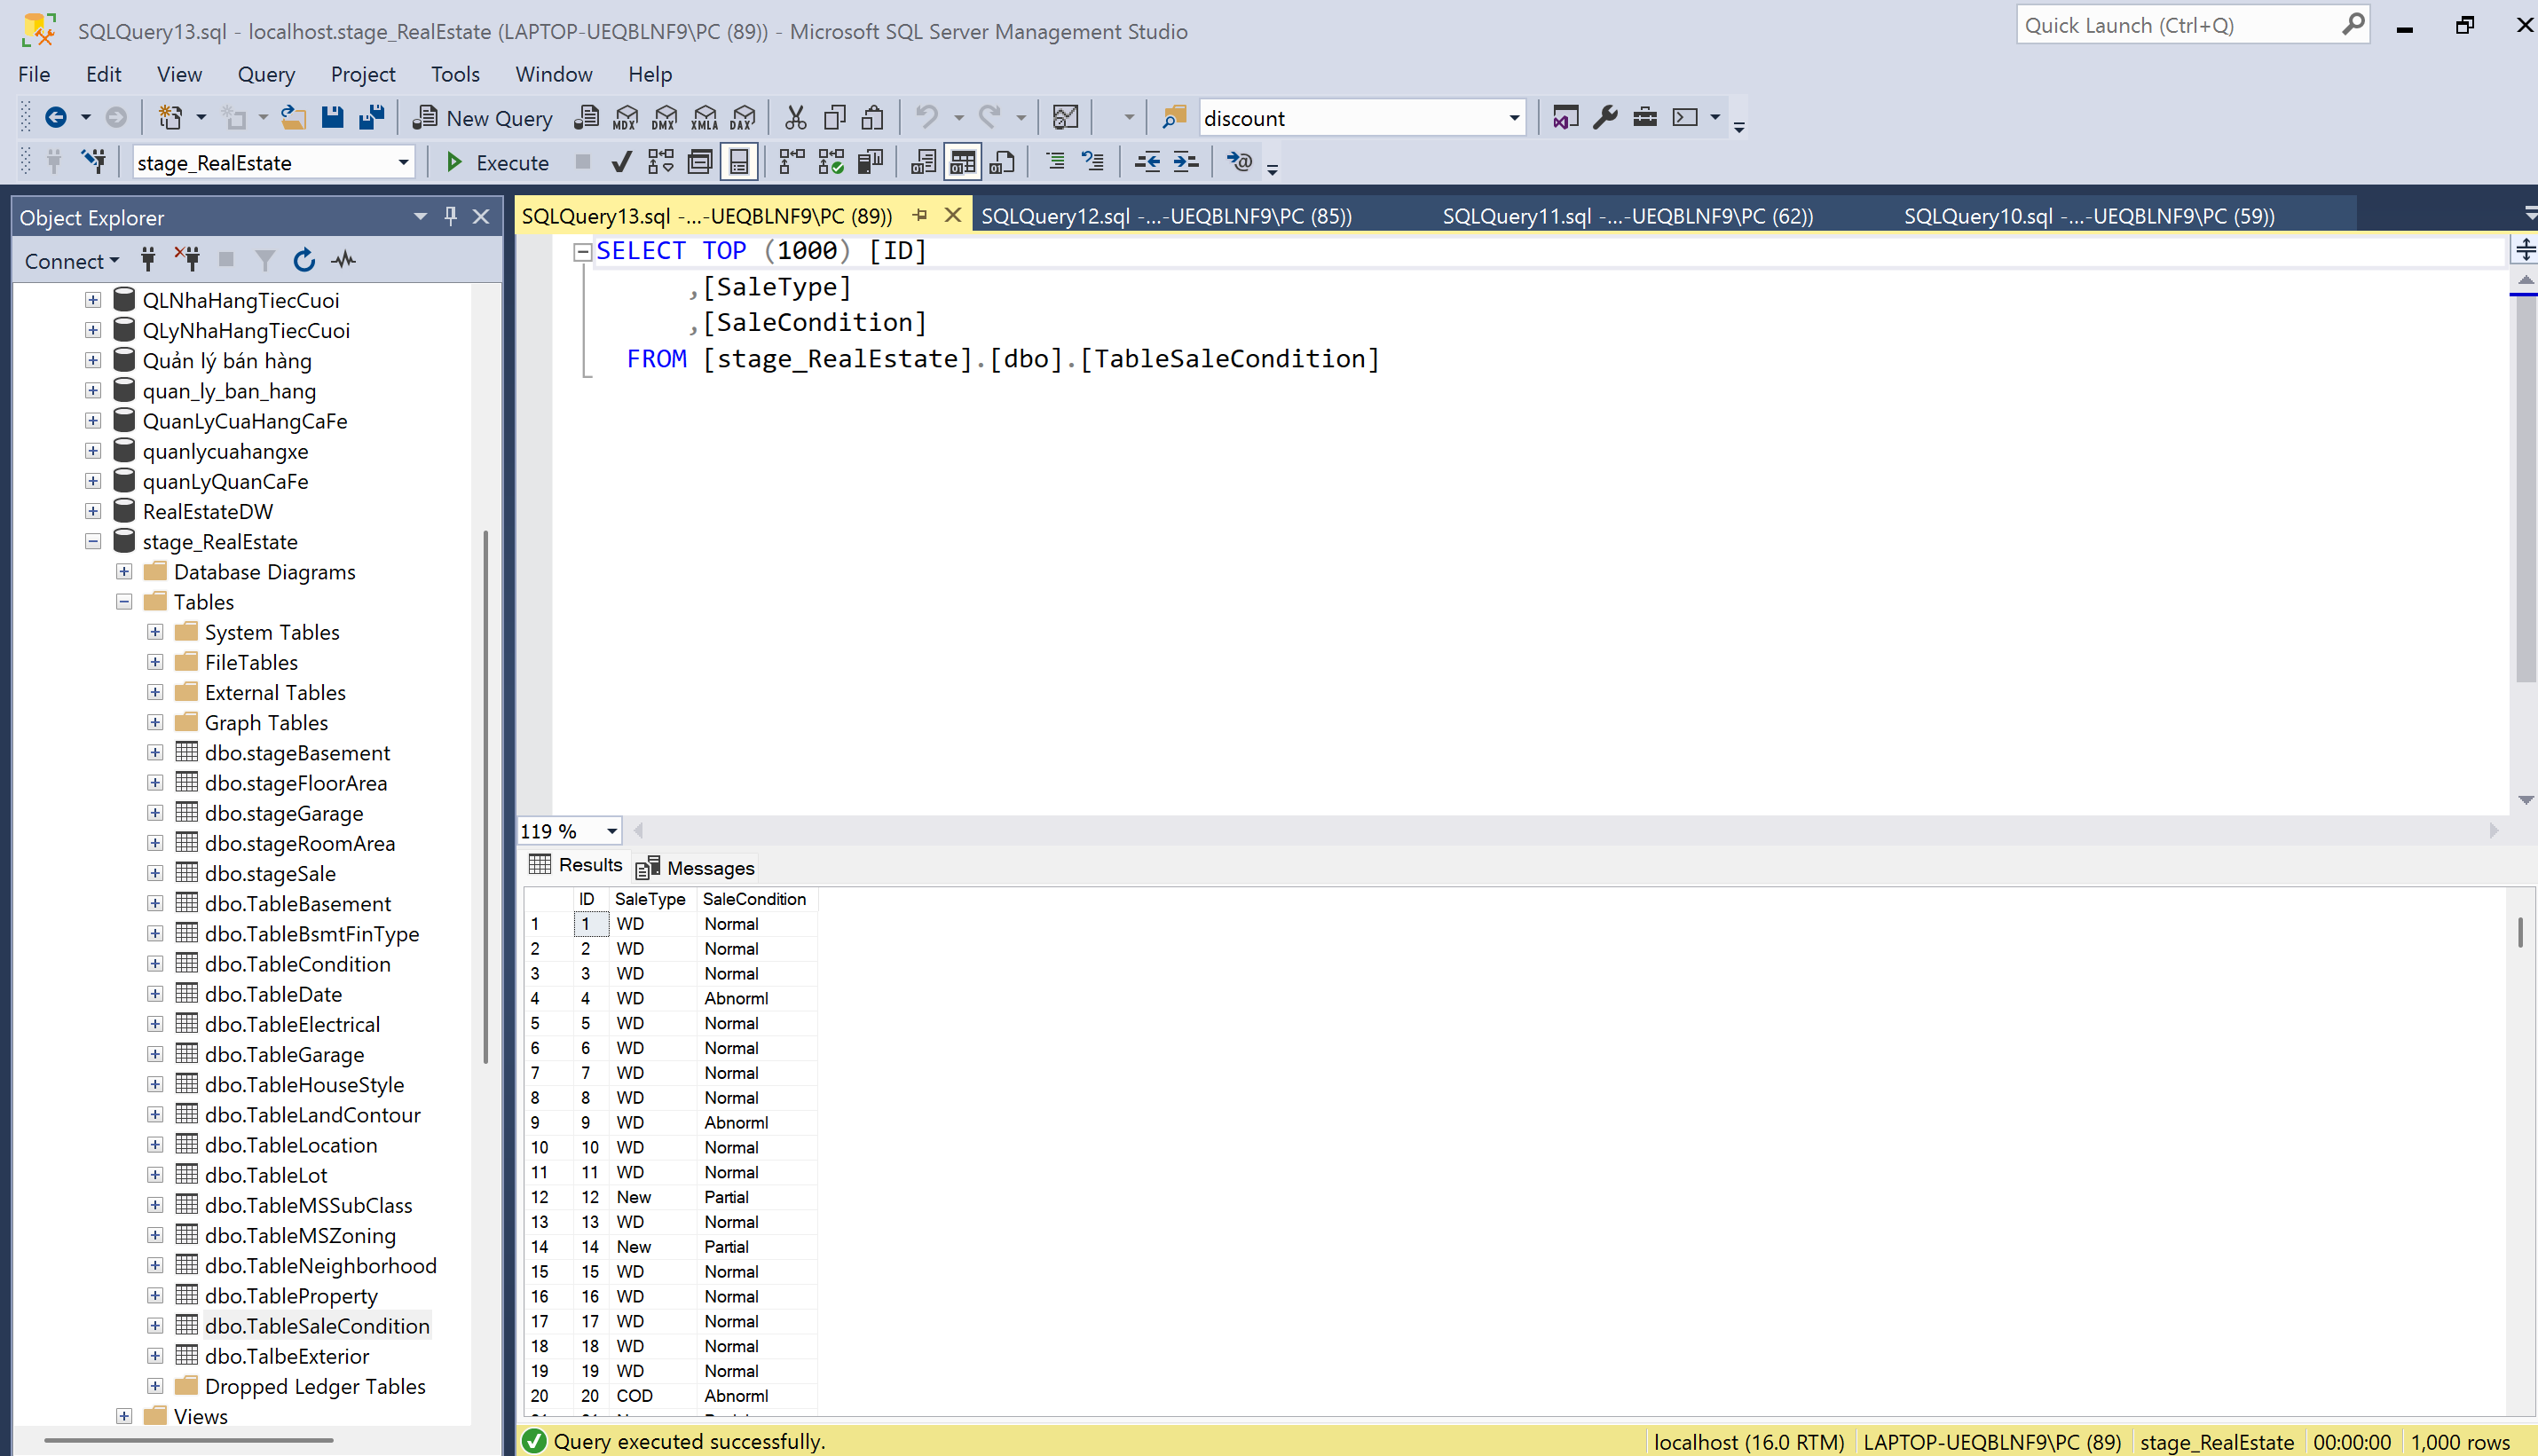 SQLQuery13.sql - localhost.stage_RealEstate (LAPTOP-UEQBLNF9\PC (89)) - Microsoft SQL Server Management Studio
Quick Launch (Ctrl+Q)
File Edit View Query Project Tools Window Help
New Query MDX DMX XMLA DAX discount
stage_RealEstate Execute
Object Explorer
Connect
QLNhaHangTiecCuoi
QLyNhaHangTiecCuoi
Quản lý bán hàng
quan_ly_ban_hang
QuanLyCuaHangCaFe
quanlycuahangxe
quanLyQuanCaFe
RealEstateDW
stage_RealEstate
Database Diagrams
Tables
System Tables
FileTables
External Tables
Graph Tables
dbo.stageBasement
dbo.stageFloorArea
dbo.stageGarage
dbo.stageRoomArea
dbo.stageSale
dbo.TableBasement
dbo.TableBsmtFinType
dbo.TableCondition
dbo.TableDate
dbo.TableElectrical
dbo.TableGarage
dbo.TableHouseStyle
dbo.TableLandContour
dbo.TableLocation
dbo.TableLot
dbo.TableMSSubClass
dbo.TableMSZoning
dbo.TableNeighborhood
dbo.TableProperty
dbo.TableSaleCondition
dbo.TalbeExterior
Dropped Ledger Tables
Views
SQLQuery13.sql -...-UEQBLNF9\PC (89)) SQLQuery12.sql -...-UEQBLNF9\PC (85)) SQLQuery11.sql -...-UEQBLNF9\PC (62)) SQLQuery10.sql -...-UEQBLNF9\PC (59))
SELECT TOP (1000) [ID]
,[SaleType]
,[SaleCondition]
FROM [stage_RealEstate].[dbo].[TableSaleCondition]
119 %
Results Messages
ID SaleType SaleCondition
1 1 WD Normal
2 2 WD Normal
3 3 WD Normal
4 4 WD Abnorml
5 5 WD Normal
6 6 WD Normal
7 7 WD Normal
8 8 WD Normal
9 9 WD Abnorml
10 10 WD Normal
11 11 WD Normal
12 12 New Partial
13 13 WD Normal
14 14 New Partial
15 15 WD Normal
16 16 WD Normal
17 17 WD Normal
18 18 WD Normal
19 19 WD Normal
20 20 COD Abnorml
Query executed successfully. localhost (16.0 RTM) LAPTOP-UEQBLNF9\PC (89) stage_RealEstate 00:00:00 1,000 rows